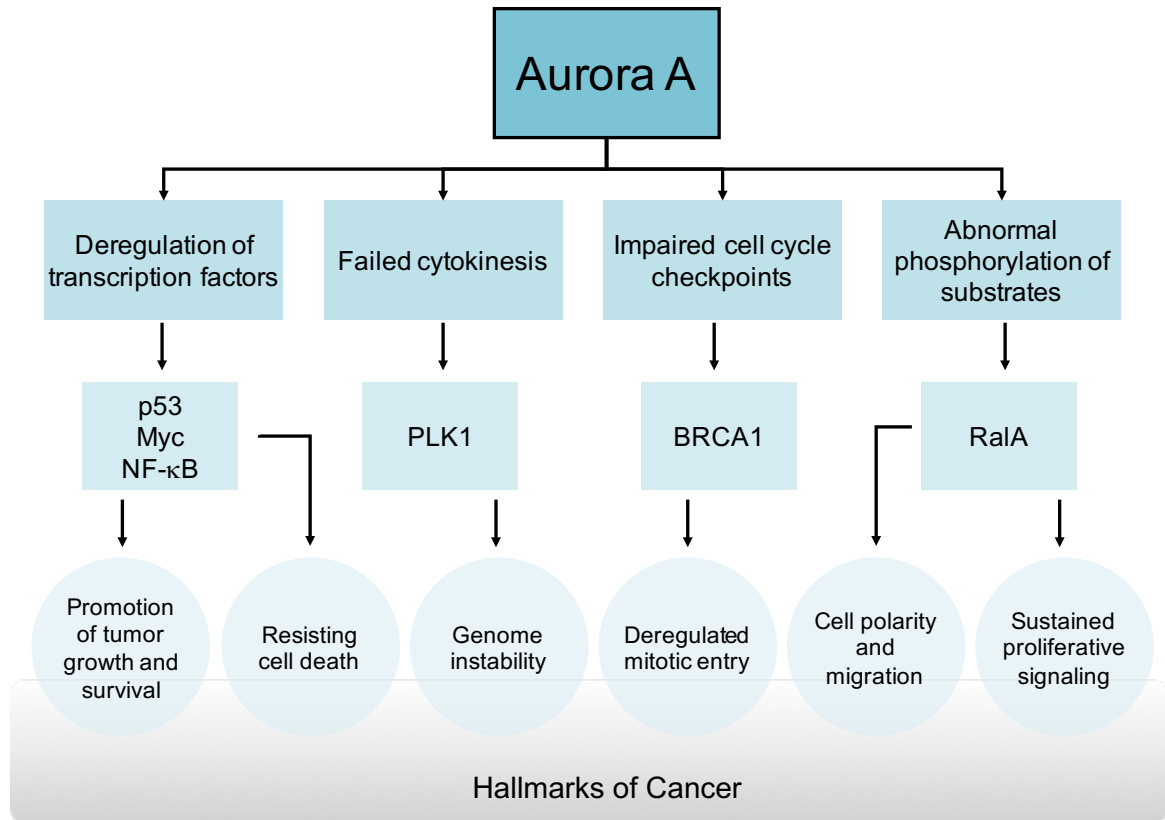 Aurora A
Deregulation of
transcription factors
Failed cytokinesis
Impaired cell cycle
checkpoints
Abnormal
phosphorylation of
substrates
p53
Myc
NF-κB
PLK1
BRCA1
RalA
Promotion
of tumor
growth and
survival
Resisting
cell death
Genome
instability
Deregulated
mitotic entry
Cell polarity
and
migration
Sustained
proliferative
signaling
Hallmarks of Cancer